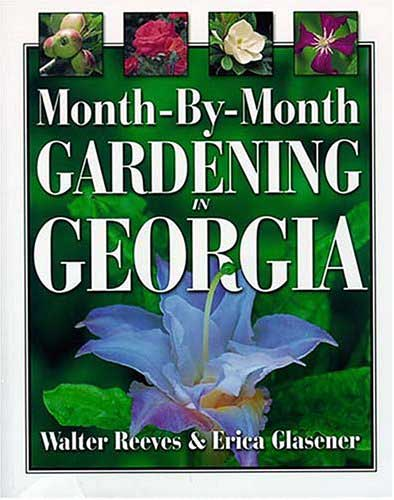 Month-By-Month
GARDENING
IN
GEORGIA
Walter Reeves & Erica Glasener